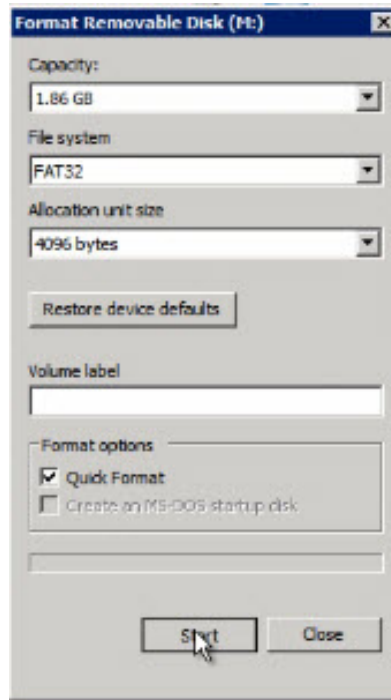 Format Removable Disk (M:)
Capacity:
1.86 GB
File system
FAT32
Allocation unit size
4096 bytes
Restore device defaults
Volume label
Format options
Quick Format
Create an MS-DOS startup disk
Start
Close